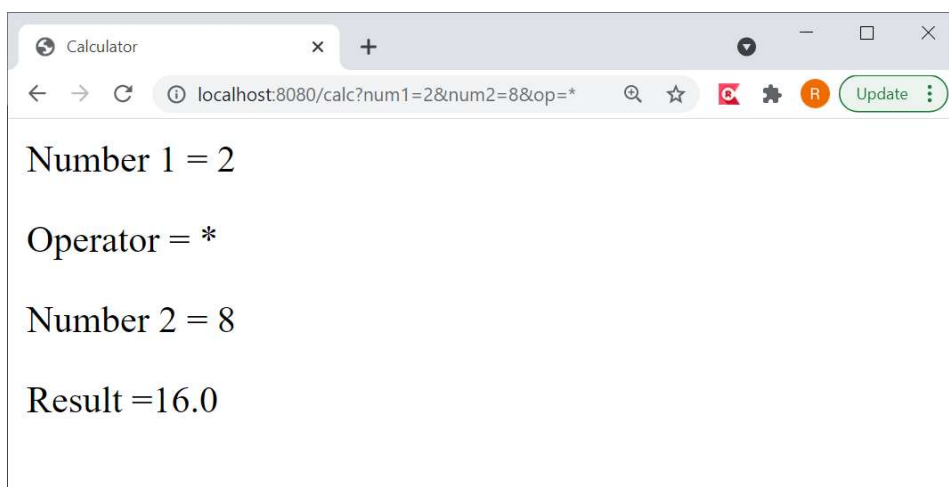 Calculator
localhost:8080/calc?num1=2&num2=8&op=*
R
R
Update
Number 1 = 2
Operator = *
Number 2 = 8
Result =16.0